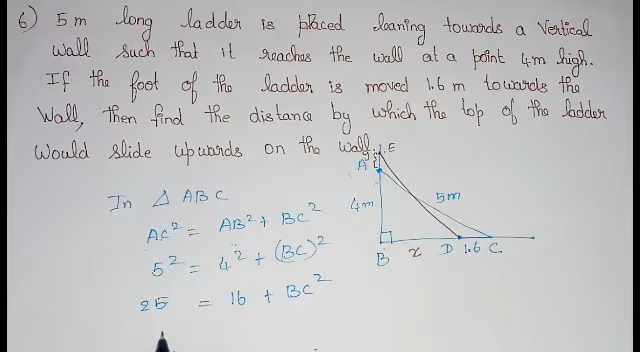 6) 5 m long ladder is placed leaning towards a vertical
wall such that it reaches the wall at a point 4m high.
If the foot of the ladder is moved 1.6 m towards the
wall, then find the distance by which the top of the ladder
would slide upwards on the wall.
E
A
4m
5m
B x D 1.6 C
In △ ABC
AC² = AB² + BC²
5² = 4² + (BC)²
25 = 16 + BC²